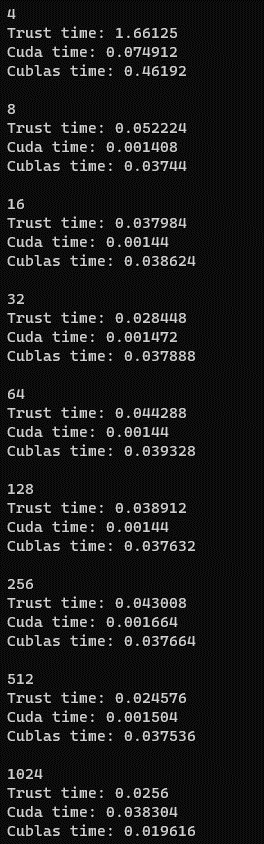 4
Trust time: 1.66125
Cuda time: 0.074912
Cublas time: 0.46192
8
Trust time: 0.052224
Cuda time: 0.001408
Cublas time: 0.03744
16
Trust time: 0.037984
Cuda time: 0.00144
Cublas time: 0.038624
32
Trust time: 0.028448
Cuda time: 0.001472
Cublas time: 0.037888
64
Trust time: 0.044288
Cuda time: 0.00144
Cublas time: 0.039328
128
Trust time: 0.038912
Cuda time: 0.00144
Cublas time: 0.037632
256
Trust time: 0.043008
Cuda time: 0.001664
Cublas time: 0.037664
512
Trust time: 0.024576
Cuda time: 0.001504
Cublas time: 0.037536
1024
Trust time: 0.0256
Cuda time: 0.038304
Cublas time: 0.019616